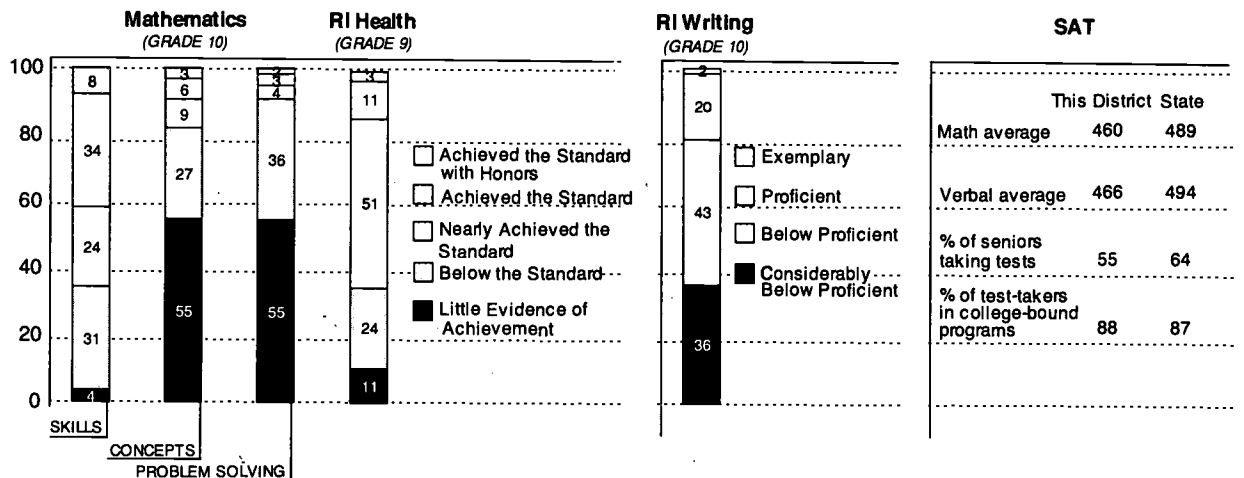 Mathematics
(GRADE 10)
RI Health
(GRADE 9)
RI Writing
(GRADE 10)
SAT
100
80
60
40
20
0
8
34
24
31
4
SKILLS
3
6
9
27
55
CONCEPTS
2
3
4
36
55
PROBLEM SOLVING
3
11
51
24
11
Achieved the Standard
with Honors
Achieved the Standard
Nearly Achieved the
Standard
Below the Standard
Little Evidence of
Achievement
2
20
43
36
Exemplary
Proficient
Below Proficient
Considerably
Below Proficient
This District State
Math average 460 489
Verbal average 466 494
% of seniors
taking tests 55 64
% of test-takers
in college-bound
programs 88 87